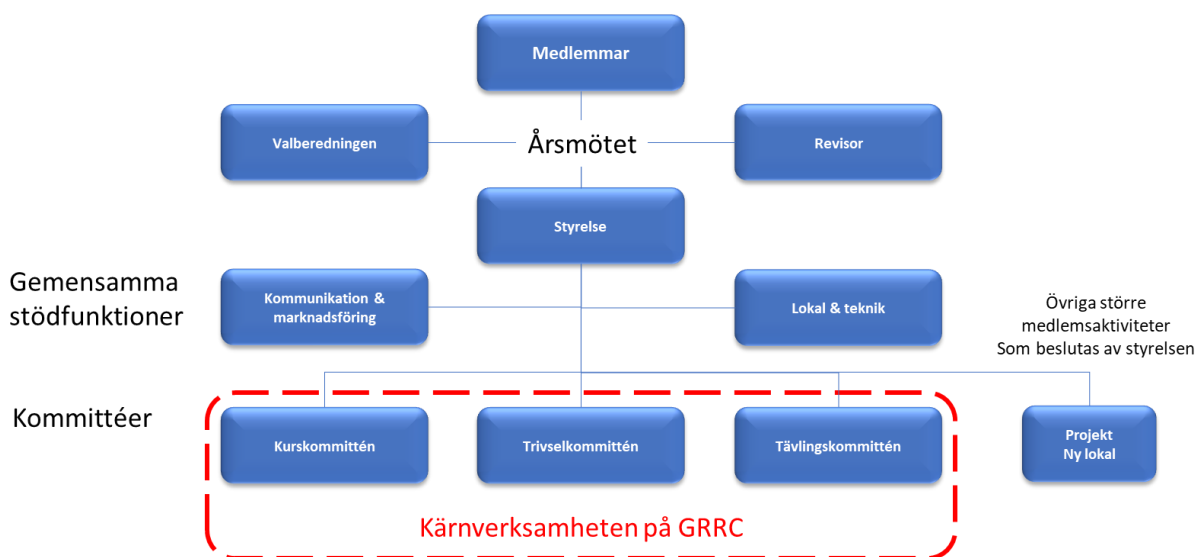 Medlemmar
Valberedningen
Årsmötet
Revisor
Styrelse
Gemensamma
stödfunktioner
Kommunikation &
marknadsföring
Lokal & teknik
Övriga större
medlemsaktiviteter
Som beslutas av styrelsen
Kommittéer
Kurskommittén
Trivselkommittén
Tävlingskommittén
Projekt
Ny lokal
Kärnverksamheten på GRRC